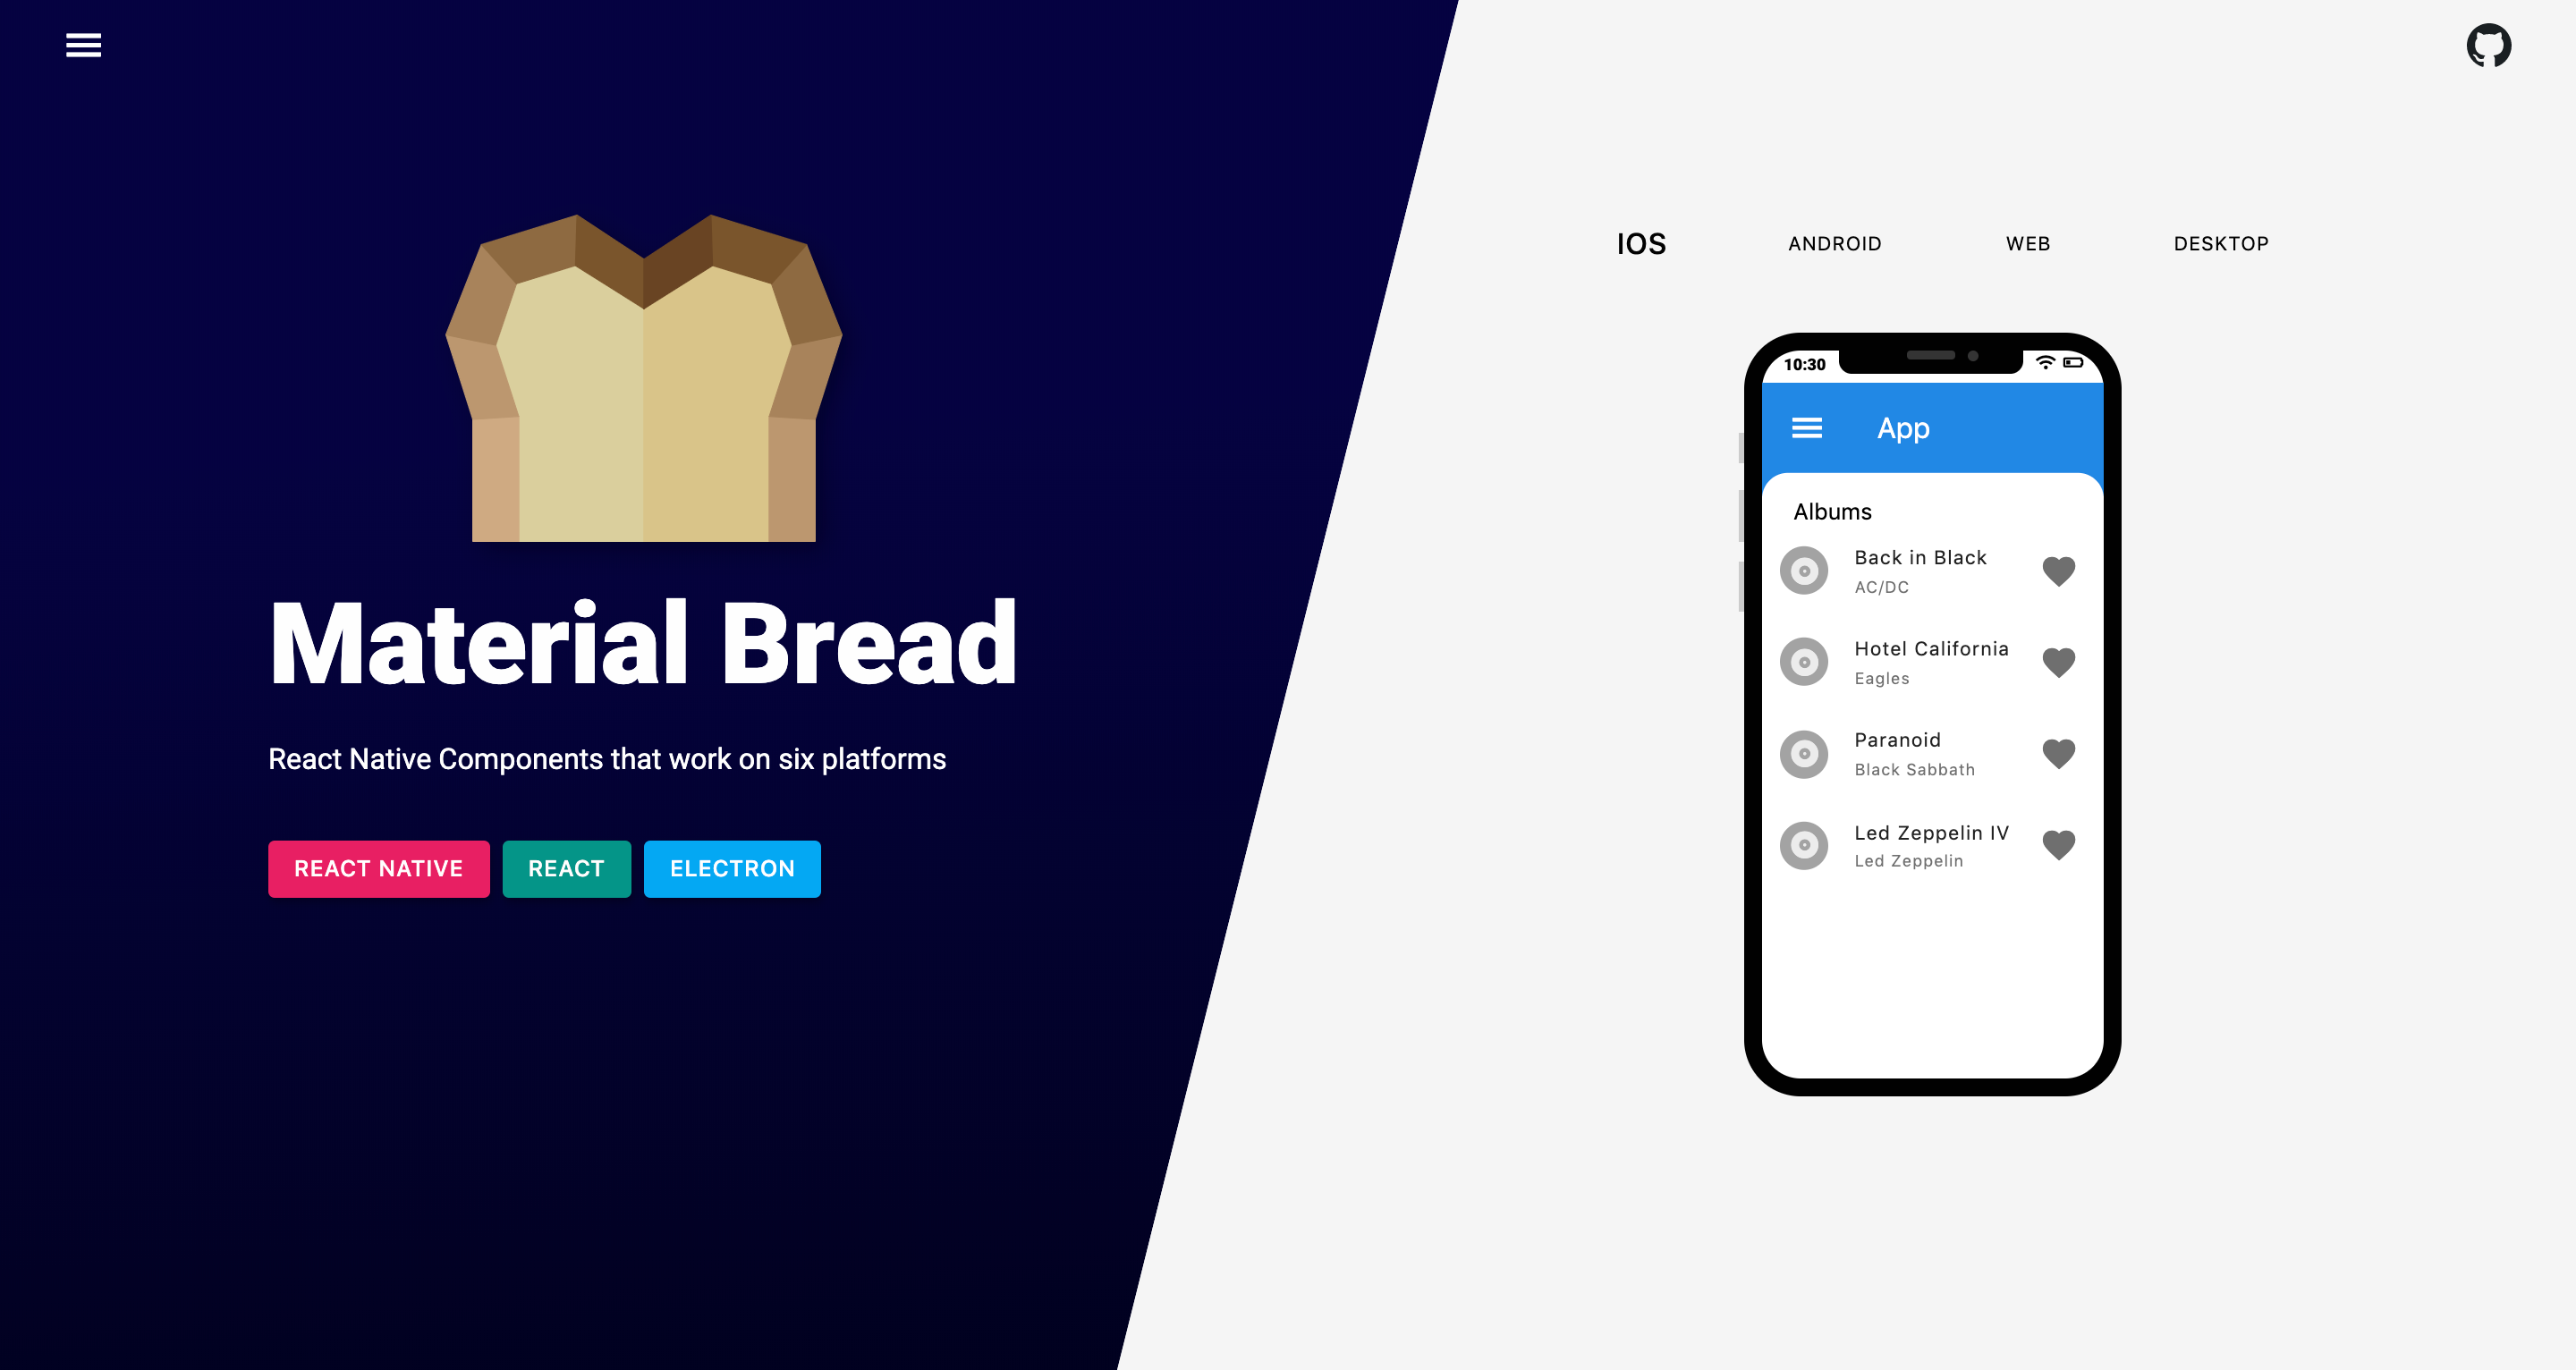 Material Bread
React Native Components that work on six platforms
REACT NATIVE
REACT
ELECTRON
IOS
ANDROID
WEB
DESKTOP
10:30
App
Albums
Back in Black
AC/DC
Hotel California
Eagles
Paranoid
Black Sabbath
Led Zeppelin IV
Led Zeppelin